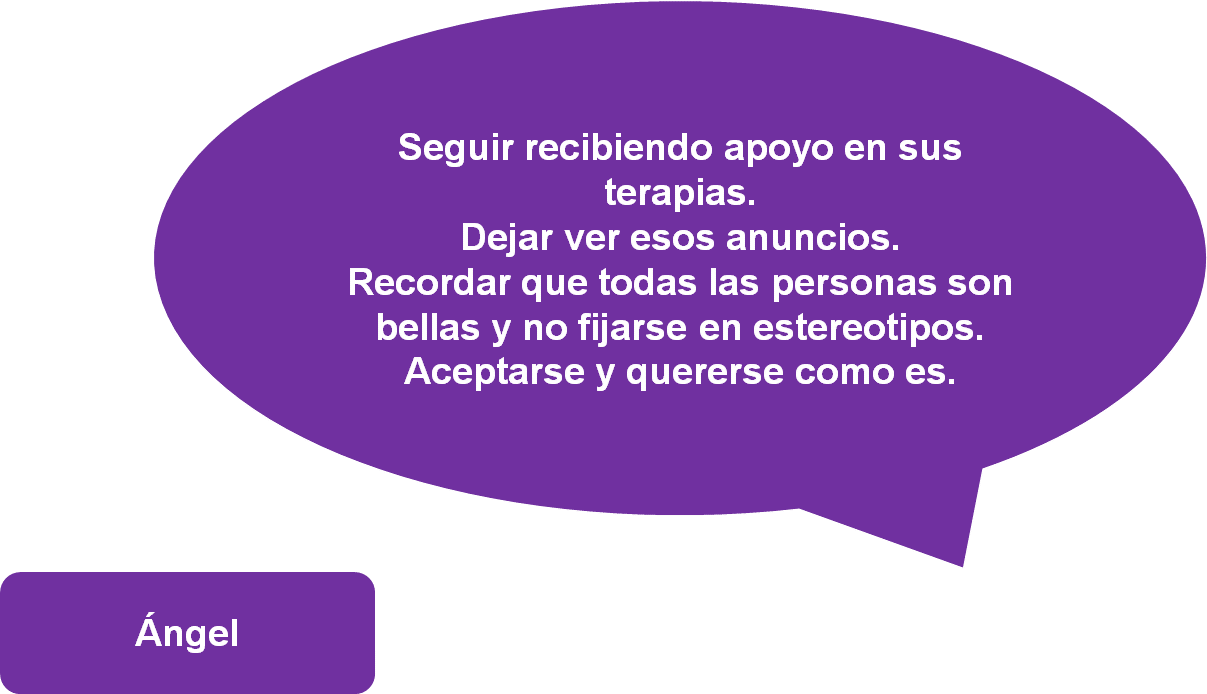 Seguir recibiendo apoyo en sus
terapias.
Dejar ver esos anuncios.
Recordar que todas las personas son
bellas y no fijarse en estereotipos.
Aceptarse y quererse como es.
Ángel